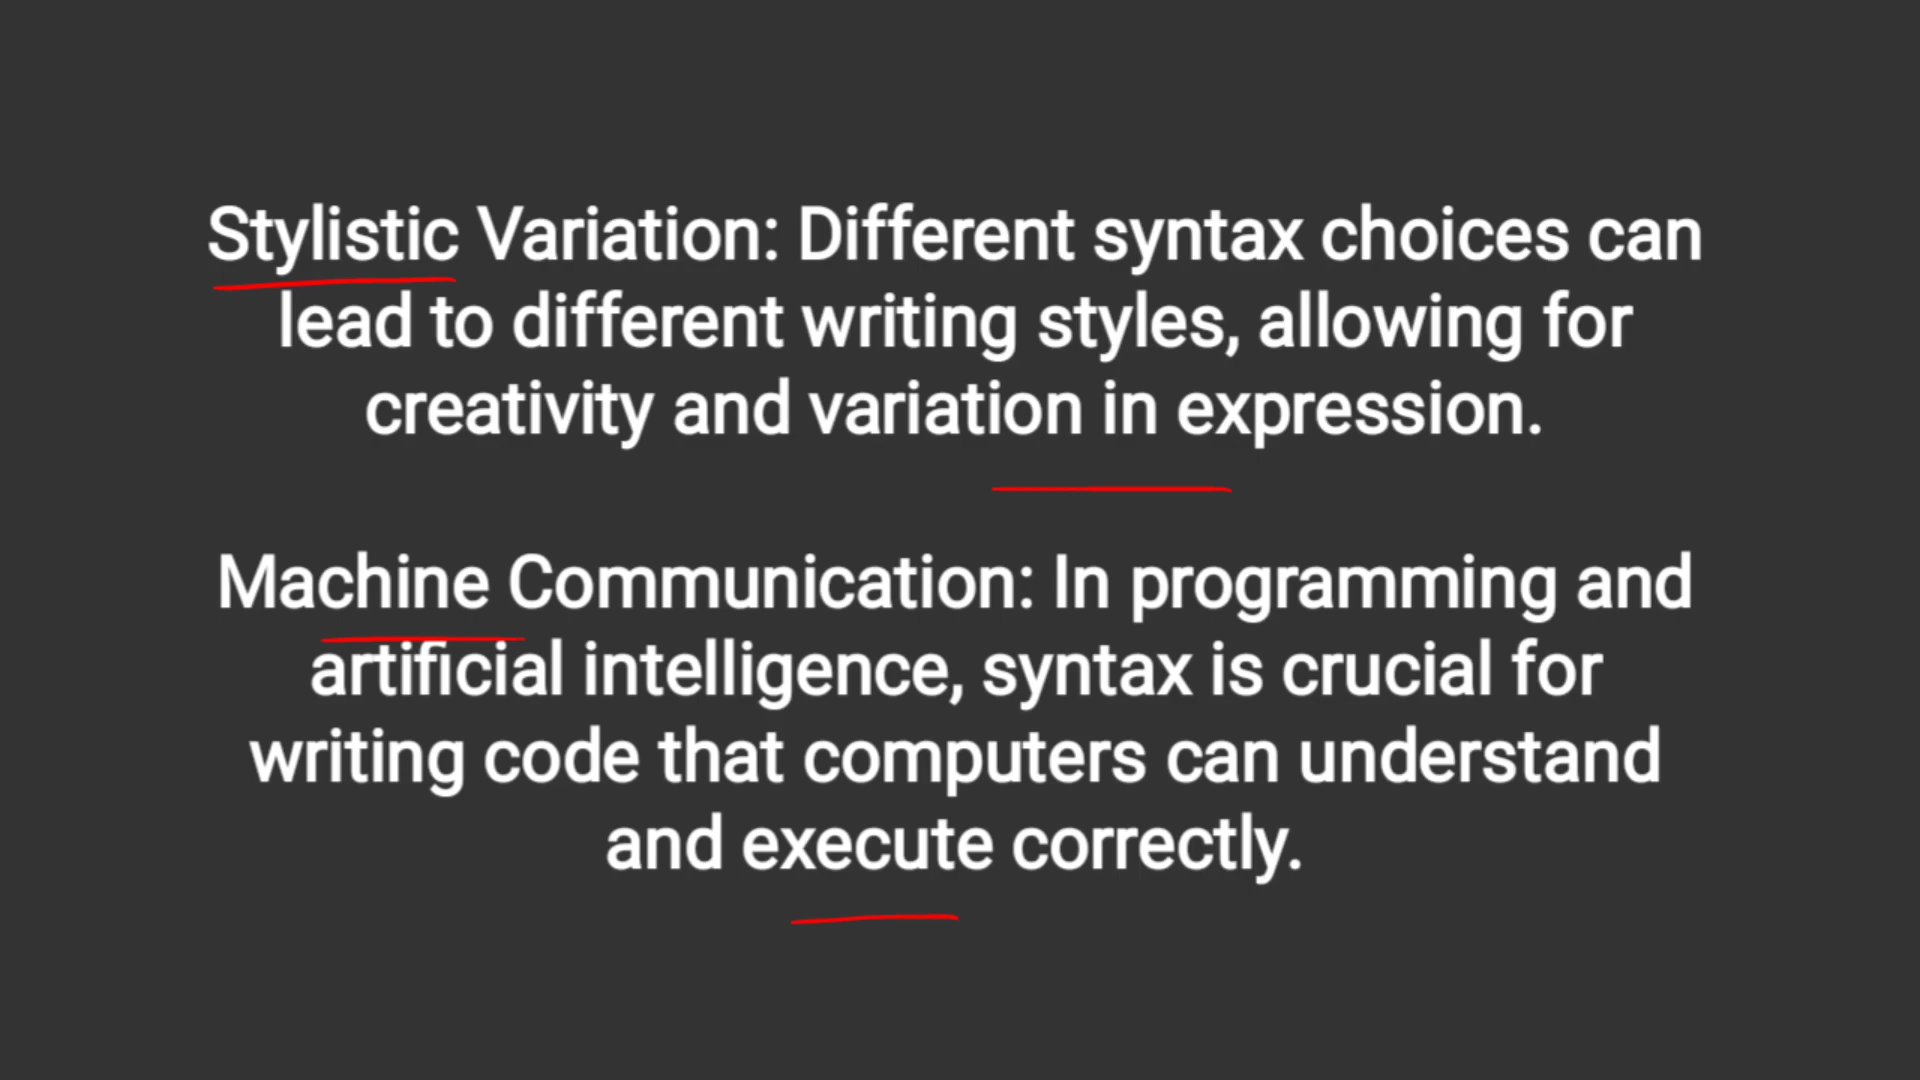 Stylistic Variation: Different syntax choices can
lead to different writing styles, allowing for
creativity and variation in expression.
Machine Communication: In programming and
artificial intelligence, syntax is crucial for
writing code that computers can understand
and execute correctly.